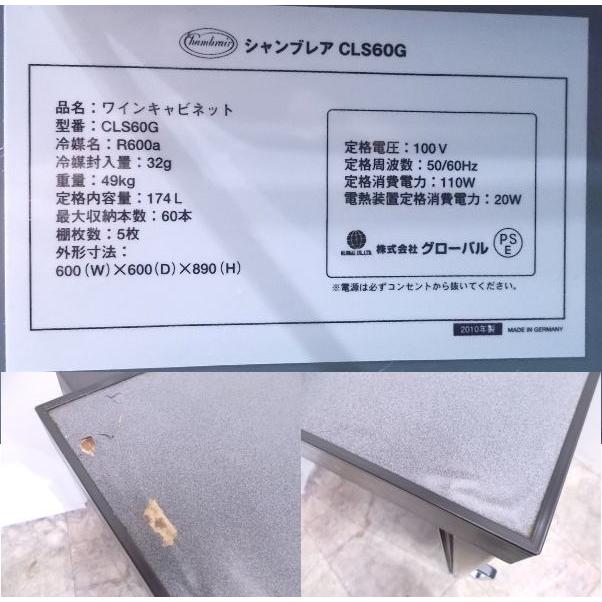 Chambrair シャンブレア CLS60G
品名：ワインキャビネット
型番：CLS60G
冷媒名：R600a
冷媒封入量：32g
重量：49kg
定格内容量：174L
最大収納本数：60本
棚枚数：5枚
外形寸法：
600(W)×600(D)×890(H)
定格電圧：100V
定格周波数：50/60Hz
定格消費電力：110W
電熱装置定格消費電力：20W
GLOBAL CO.,LTD. 株式会社 グローバル PSE
※電源は必ずコンセントから抜いてください。
2010年製 MADE IN GERMANY